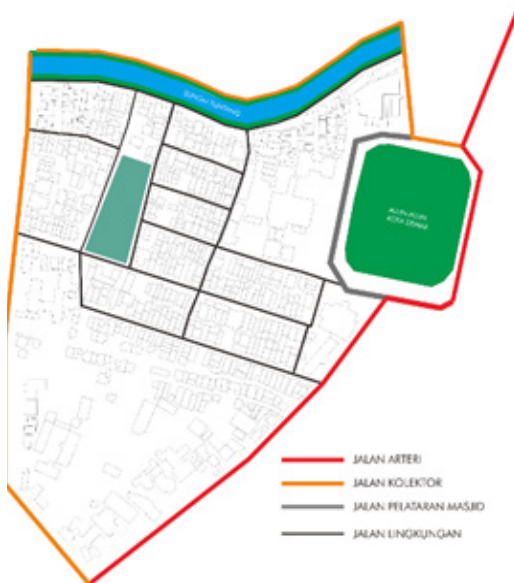 SUNGAI TUNTANG
ALUN-ALUN
KOTA DEMAK
JALAN ARTERI
JALAN KOLEKTOR
JALAN PELATARAN MASJID
JALAN LINGKUNGAN